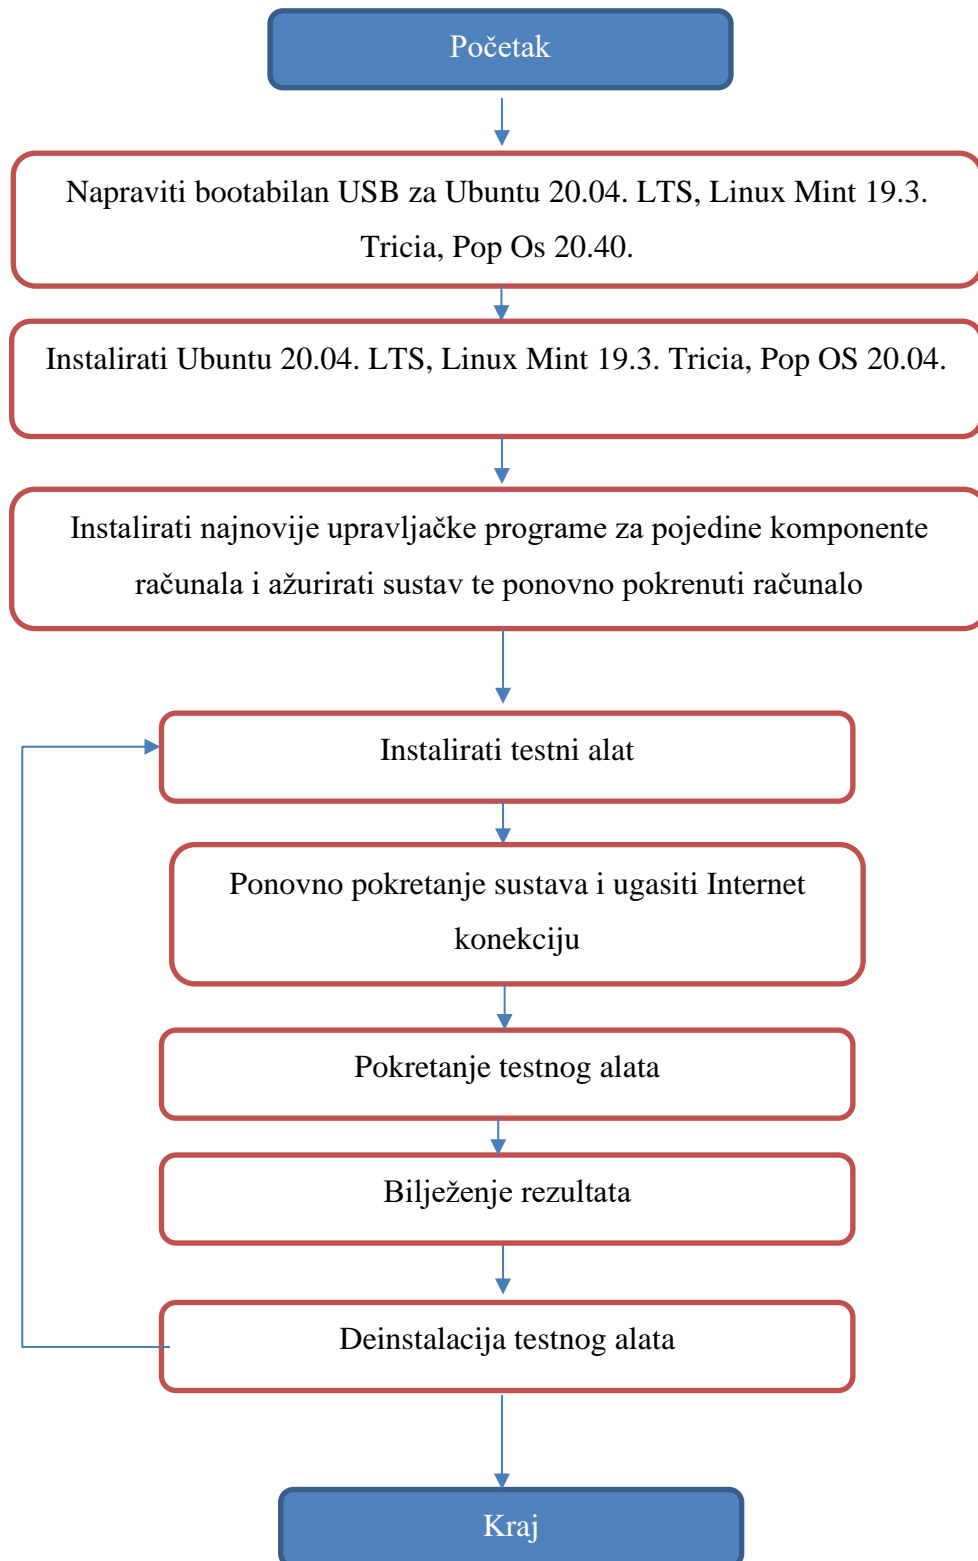 Početak
Napraviti bootabilan USB za Ubuntu 20.04. LTS, Linux Mint 19.3.
Tricia, Pop Os 20.40.
Instalirati Ubuntu 20.04. LTS, Linux Mint 19.3. Tricia, Pop OS 20.04.
Instalirati najnovije upravljačke programe za pojedine komponente
računala i ažurirati sustav te ponovno pokrenuti računalo
Instalirati testni alat
Ponovno pokretanje sustava i ugasiti Internet
konekciju
Pokretanje testnog alata
Bilježenje rezultata
Deinstalacija testnog alata
Kraj